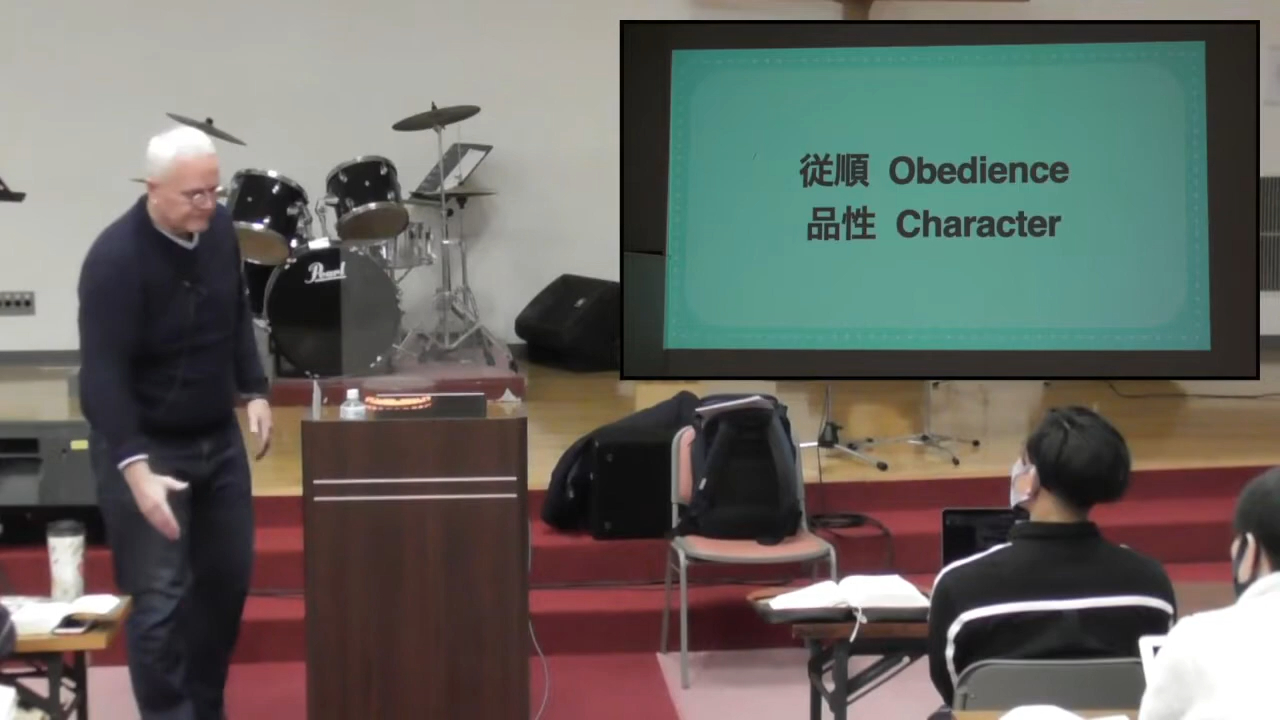 従順 Obedience
品性 Character
Pearl